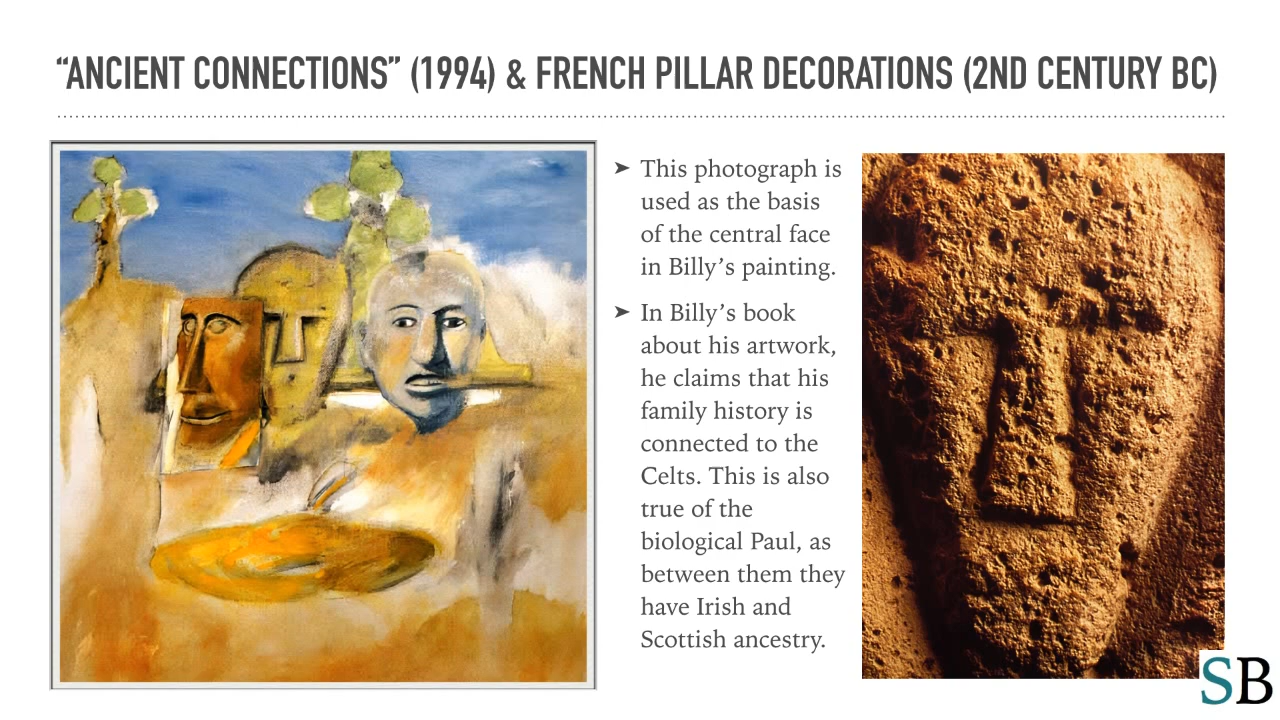 “ANCIENT CONNECTIONS” (1994) & FRENCH PILLAR DECORATIONS (2ND CENTURY BC)
➤ This photograph is
used as the basis
of the central face
in Billy’s painting.
➤ In Billy’s book
about his artwork,
he claims that his
family history is
connected to the
Celts. This is also
true of the
biological Paul, as
between them they
have Irish and
Scottish ancestry.
SB